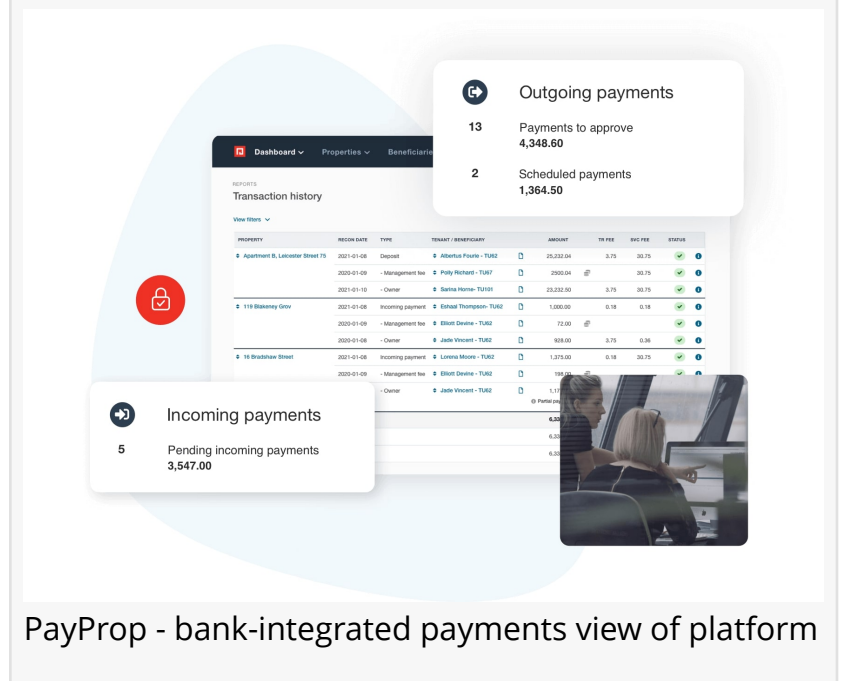 Outgoing payments
13 Payments to approve
4,348.60
2 Scheduled payments
1,364.50
Dashboard Properties
REPORTS
Transaction history
View filters
PROPERTY RECON DATE TYPE TENANT / BENEFICIARY AMOUNT TR FEE SVC FEE STATUS
Apartment B, Leicester Street 75 2021-01-08 Deposit Albertus Fourie - TU62 25,232.04 3.75 30.75
2020-01-09 - Management fee Polly Richard - TU67 2500.04 30.75
2021-01-10 - Owner Sarina Horne- TU101 23,232.50 3.75 30.75
119 Blakeney Grov 2021-01-08 Incoming payment Eshaal Thompson- TU62 1,000.00 0.18 0.18
2020-01-09 - Management fee Elliott Devine - TU62 72.00
2020-01-08 - Owner Jade Vincent - TU62 928.00 3.75 0.36
16 Bradshaw Street 2021-01-08 Incoming payment Lorena Moore - TU62 1,375.00 0.18 30.75
2020-01-09 - Management fee Elliott Devine - TU62 198.00
- Owner Jade Vincent - TU62
Partial
Incoming payments
5 Pending incoming payments
3,547.00
PayProp - bank-integrated payments view of platform